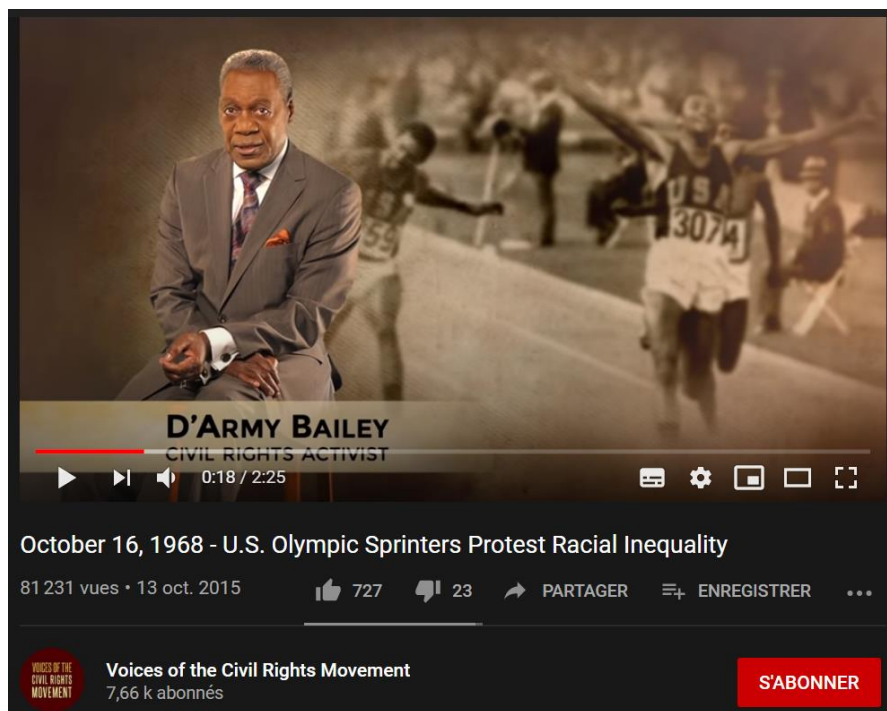 USA
59
3074
D'ARMY BAILEY
CIVIL RIGHTS ACTIVIST
0:18 / 2:25
October 16, 1968 - U.S. Olympic Sprinters Protest Racial Inequality
81 231 vues • 13 oct. 2015
727
23
PARTAGER
ENREGISTRER
VOICES OF THE
CIVIL RIGHTS
MOVEMENT
Voices of the Civil Rights Movement
7,66 k abonnés
S'ABONNER